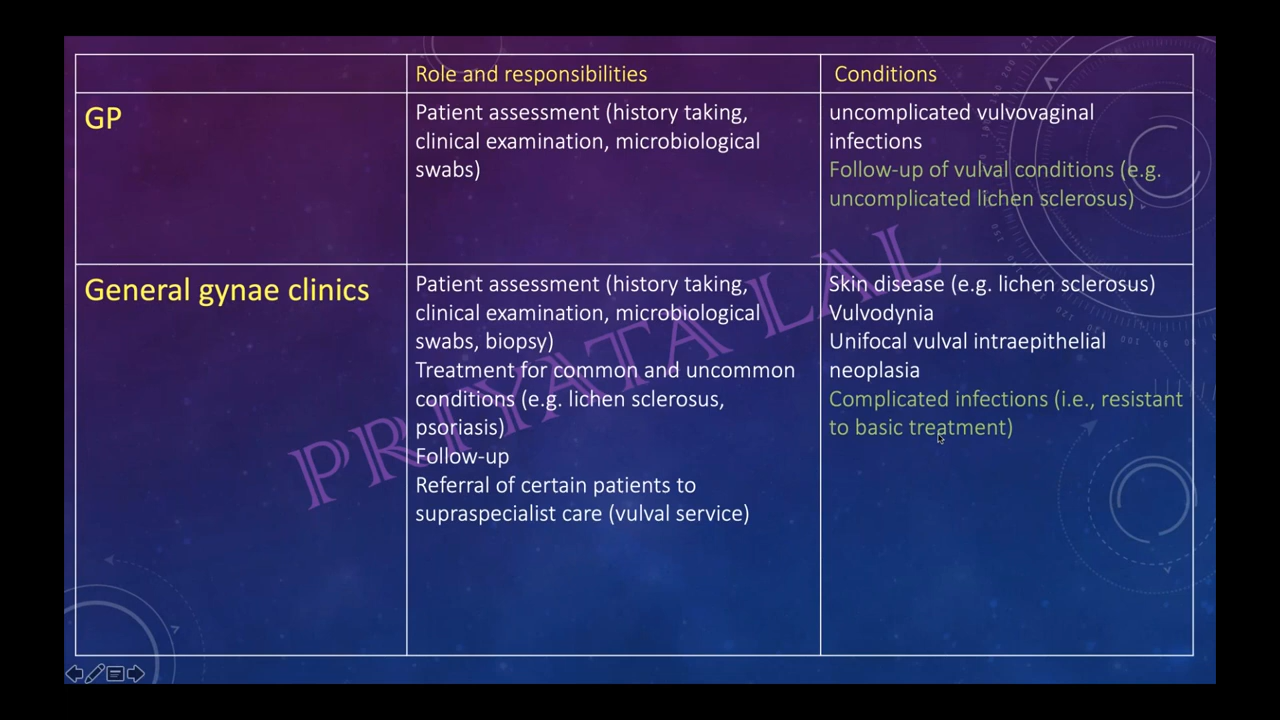 Role and responsibilities
Conditions
GP
Patient assessment (history taking,
clinical examination, microbiological
swabs)
uncomplicated vulvovaginal
infections
Follow-up of vulval conditions (e.g.
uncomplicated lichen sclerosus)
General gynae clinics
Patient assessment (history taking,
clinical examination, microbiological
swabs, biopsy)
Treatment for common and uncommon
conditions (e.g. lichen sclerosus,
psoriasis)
Follow-up
Referral of certain patients to
supraspecialist care (vulval service)
Skin disease (e.g. lichen sclerosus)
Vulvodynia
Unifocal vulval intraepithelial
neoplasia
Complicated infections (i.e., resistant
to basic treatment)
PRIYATA LAL